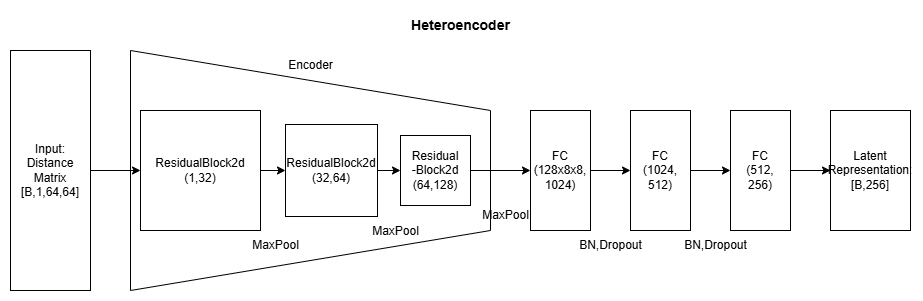 Heteroencoder
Encoder
Input:
Distance
Matrix
[B,1,64,64]
ResidualBlock2d
(1,32)
MaxPool
ResidualBlock2d
(32,64)
MaxPool
Residual
-Block2d
(64,128)
MaxPool
FC
(128x8x8,
1024)
BN,Dropout
FC
(1024,
512)
BN,Dropout
FC
(512,
256)
Latent
Representation:
[B,256]